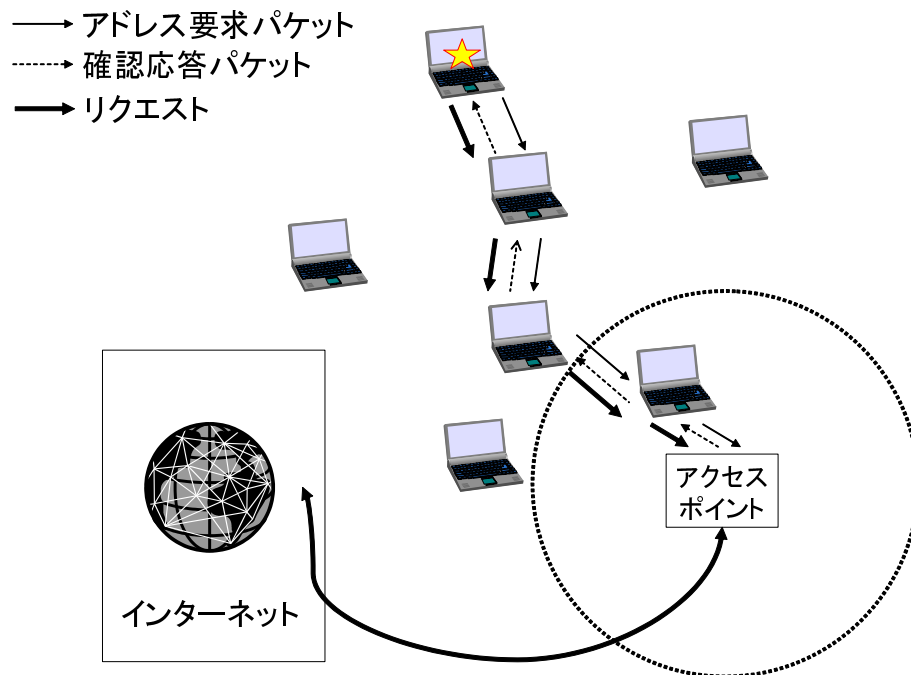 アドレス要求パケット
確認応答パケット
リクエスト
アクセス
ポイント
インターネット